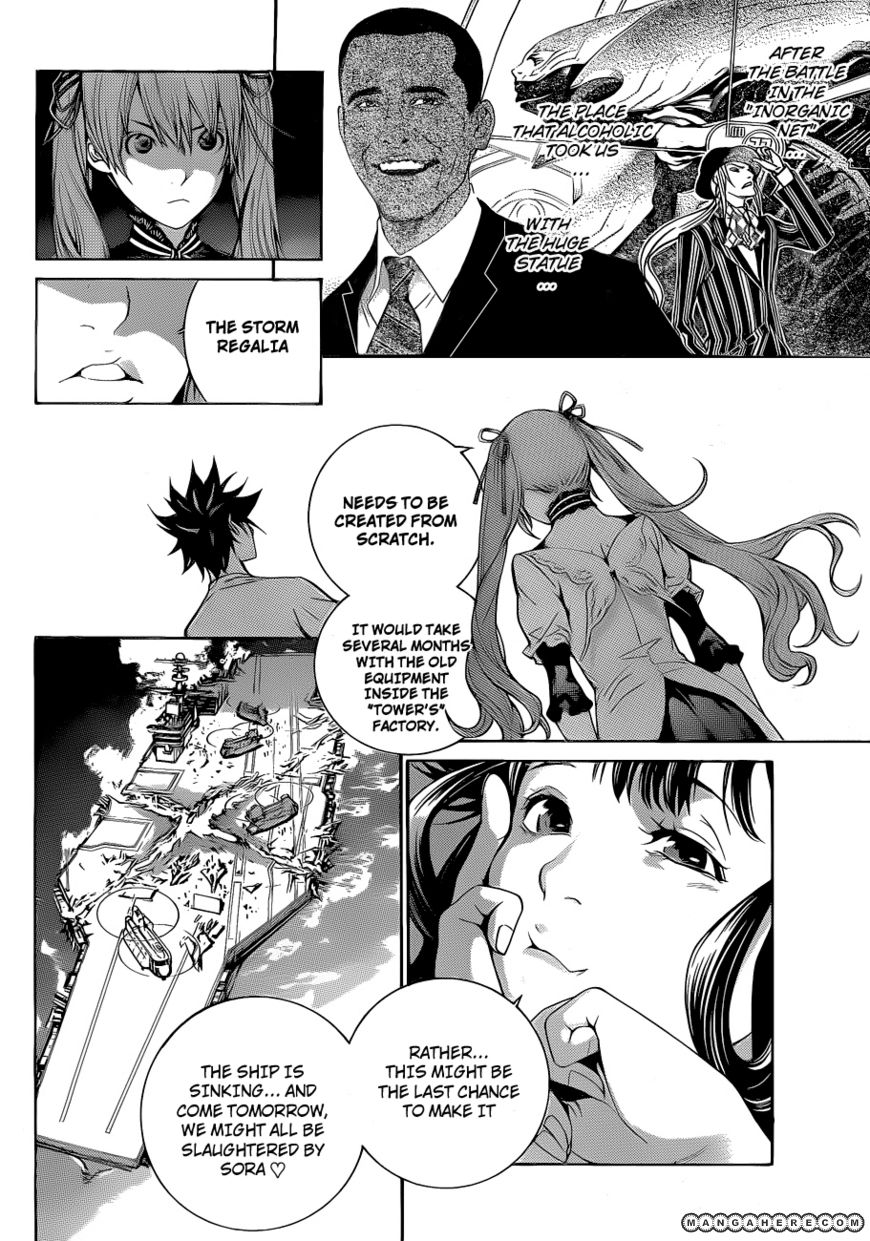 AFTER
THE BATTLE
IN THE
"INORGANIC
NET"
...
THE PLACE
THAT ALCOHOLIC
TOOK US
...
WITH
THE HUGE
STATUE
...
THE STORM
REGALIA
NEEDS TO BE
CREATED FROM
SCRATCH.
IT WOULD TAKE
SEVERAL MONTHS
WITH THE OLD
EQUIPMENT
INSIDE THE
"TOWER'S"
FACTORY.
RATHER...
THIS MIGHT BE
THE LAST CHANCE
TO MAKE IT
THE SHIP IS
SINKING... AND
COME TOMORROW,
WE MIGHT ALL BE
SLAUGHTERED BY
SORA ♡
MANGAHERE.COM